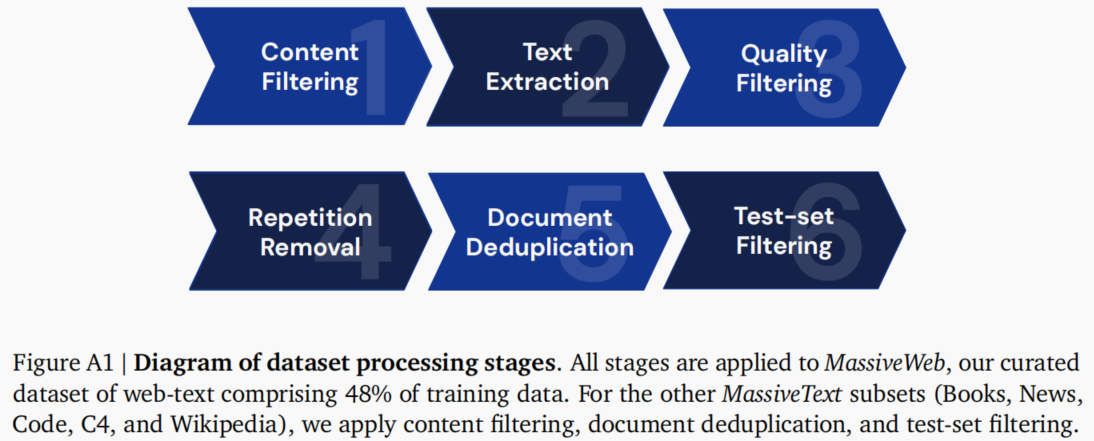 1
Content
Filtering
2
Text
Extraction
3
Quality
Filtering
4
Repetition
Removal
5
Document
Deduplication
6
Test-set
Filtering
Figure A1 | Diagram of dataset processing stages. All stages are applied to MassiveWeb, our curated
dataset of web-text comprising 48% of training data. For the other MassiveText subsets (Books, News,
Code, C4, and Wikipedia), we apply content filtering, document deduplication, and test-set filtering.